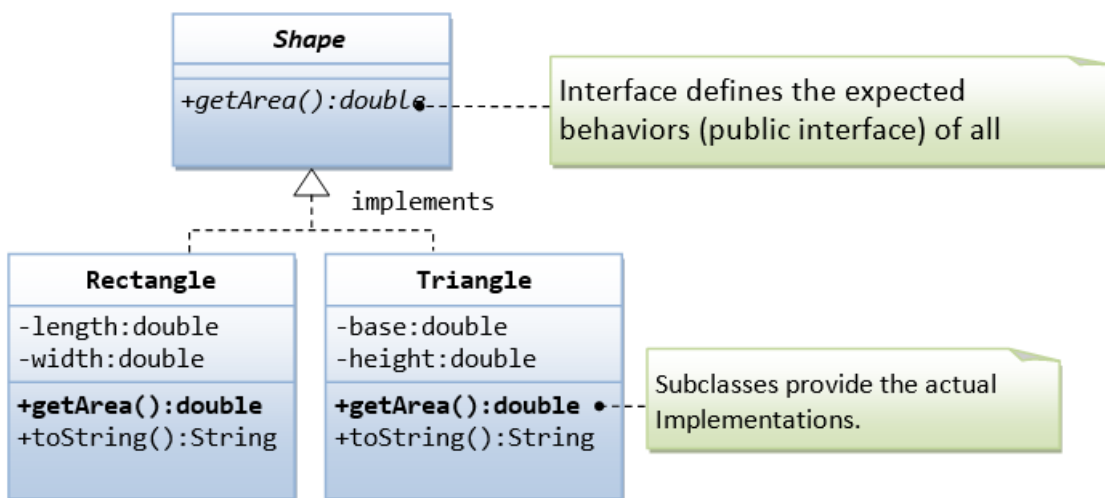 Shape
+getArea():double
Interface defines the expected
behaviors (public interface) of all
implements
Rectangle
-length:double
-width:double
+getArea():double
+toString():String
Triangle
-base:double
-height:double
+getArea():double
+toString():String
Subclasses provide the actual
Implementations.